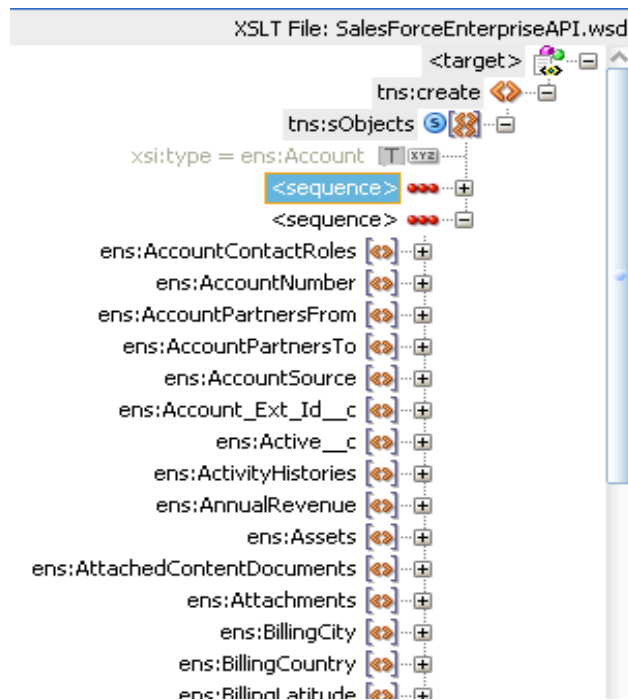 XSLT File: SalesForceEnterpriseAPI.wsd
<target>
tns:create
tns:sObjects
xsi:type = ens:Account
<sequence>
<sequence>
ens:AccountContactRoles
ens:AccountNumber
ens:AccountPartnersFrom
ens:AccountPartnersTo
ens:AccountSource
ens:Account_Ext_Id__c
ens:Active__c
ens:ActivityHistories
ens:AnnualRevenue
ens:Assets
ens:AttachedContentDocuments
ens:Attachments
ens:BillingCity
ens:BillingCountry
ens:BillingLatitude